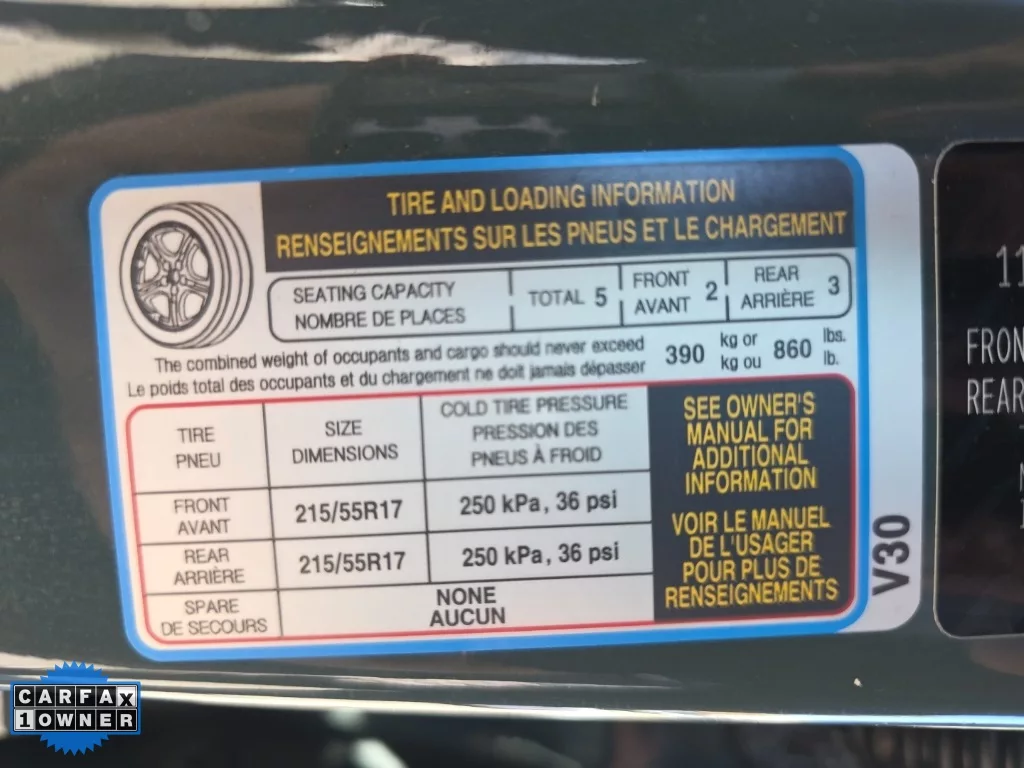 TIRE AND LOADING INFORMATION
RENSEIGNEMENTS SUR LES PNEUS ET LE CHARGEMENT
SEATING CAPACITY
NOMBRE DE PLACES
TOTAL 5
FRONT
AVANT
2
REAR
ARRIÈRE
3
The combined weight of occupants and cargo should never exceed
Le poids total des occupants et du chargement ne doit jamais dépasser
390
kg or
kg ou
860
lbs.
lb.
TIRE
PNEU
SIZE
DIMENSIONS
COLD TIRE PRESSURE
PRESSION DES
PNEUS À FROID
FRONT
AVANT
215/55R17
250 kPa, 36 psi
REAR
ARRIÈRE
215/55R17
250 kPa, 36 psi
SPARE
DE SECOURS
NONE
AUCUN
SEE OWNER'S
MANUAL FOR
ADDITIONAL
INFORMATION
VOIR LE MANUEL
DE L'USAGER
POUR PLUS DE
RENSEIGNEMENTS
V30
11
FRON
REAR
CARFAX
1 OWNER